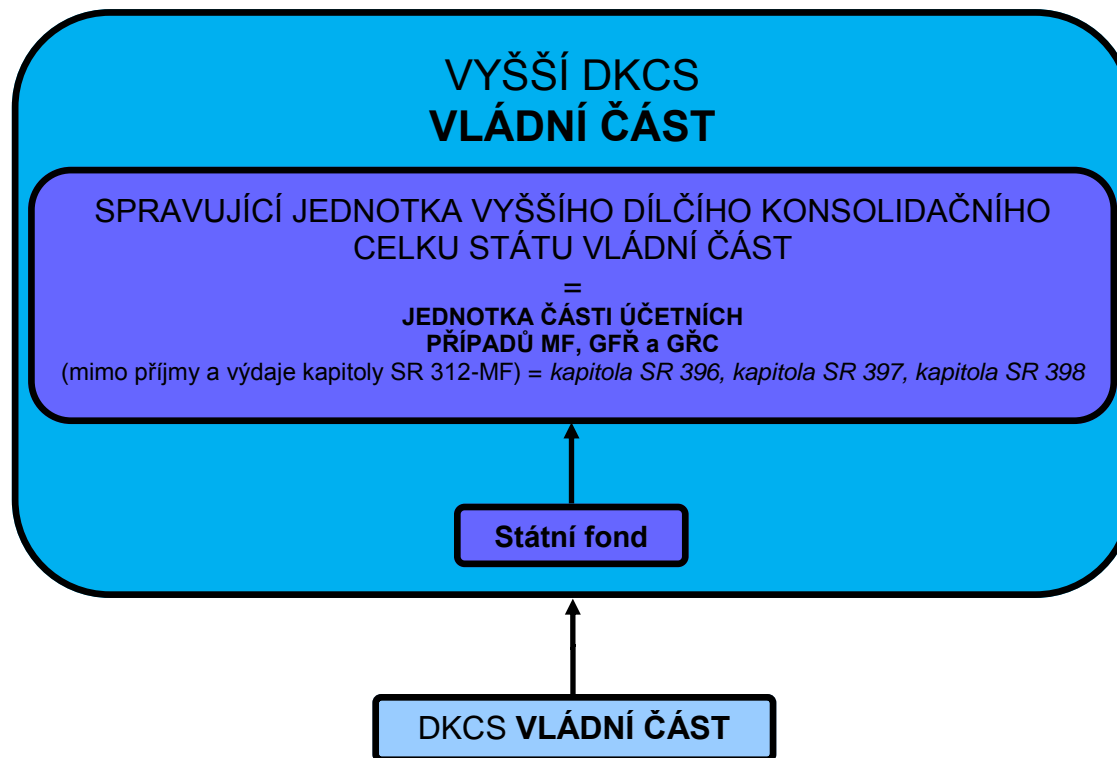 VYŠŠÍ DKCS
VLÁDNÍ ČÁST
SPRAVUJÍCÍ JEDNOTKA VYŠŠÍHO DÍLČÍHO KONSOLIDAČNÍHO
CELKU STÁTU VLÁDNÍ ČÁST
=
JEDNOTKA ČÁSTI ÚČETNÍCH
PŘÍPADŮ MF, GFŘ a GŘC
(mimo příjmy a výdaje kapitoly SR 312-MF) = kapitola SR 396, kapitola SR 397, kapitola SR 398
Státní fond
DKCS VLÁDNÍ ČÁST